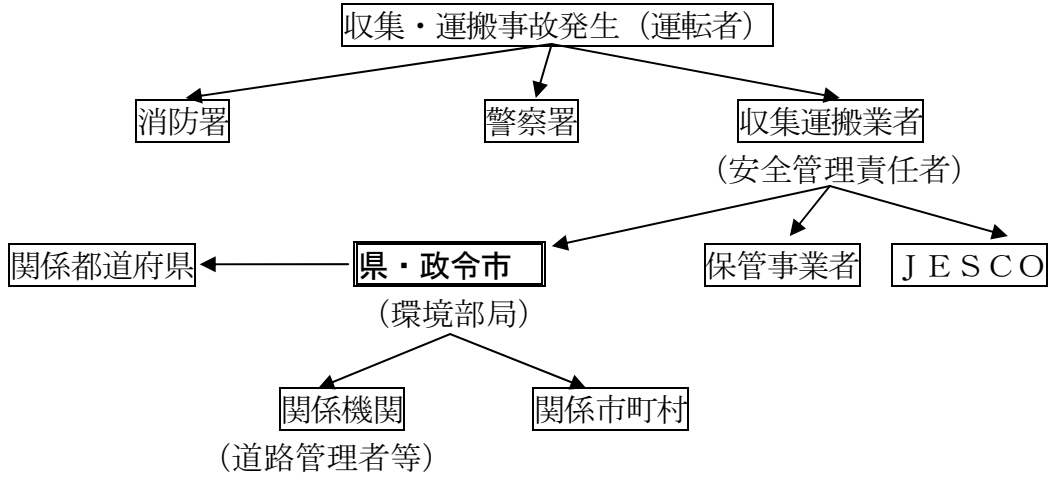 収集・運搬事故発生（運転者）
消防署
警察署
収集運搬業者
（安全管理責任者）
関係都道府県
県・政令市
保管事業者
ＪＥＳＣＯ
（環境部局）
関係機関
関係市町村
（道路管理者等）